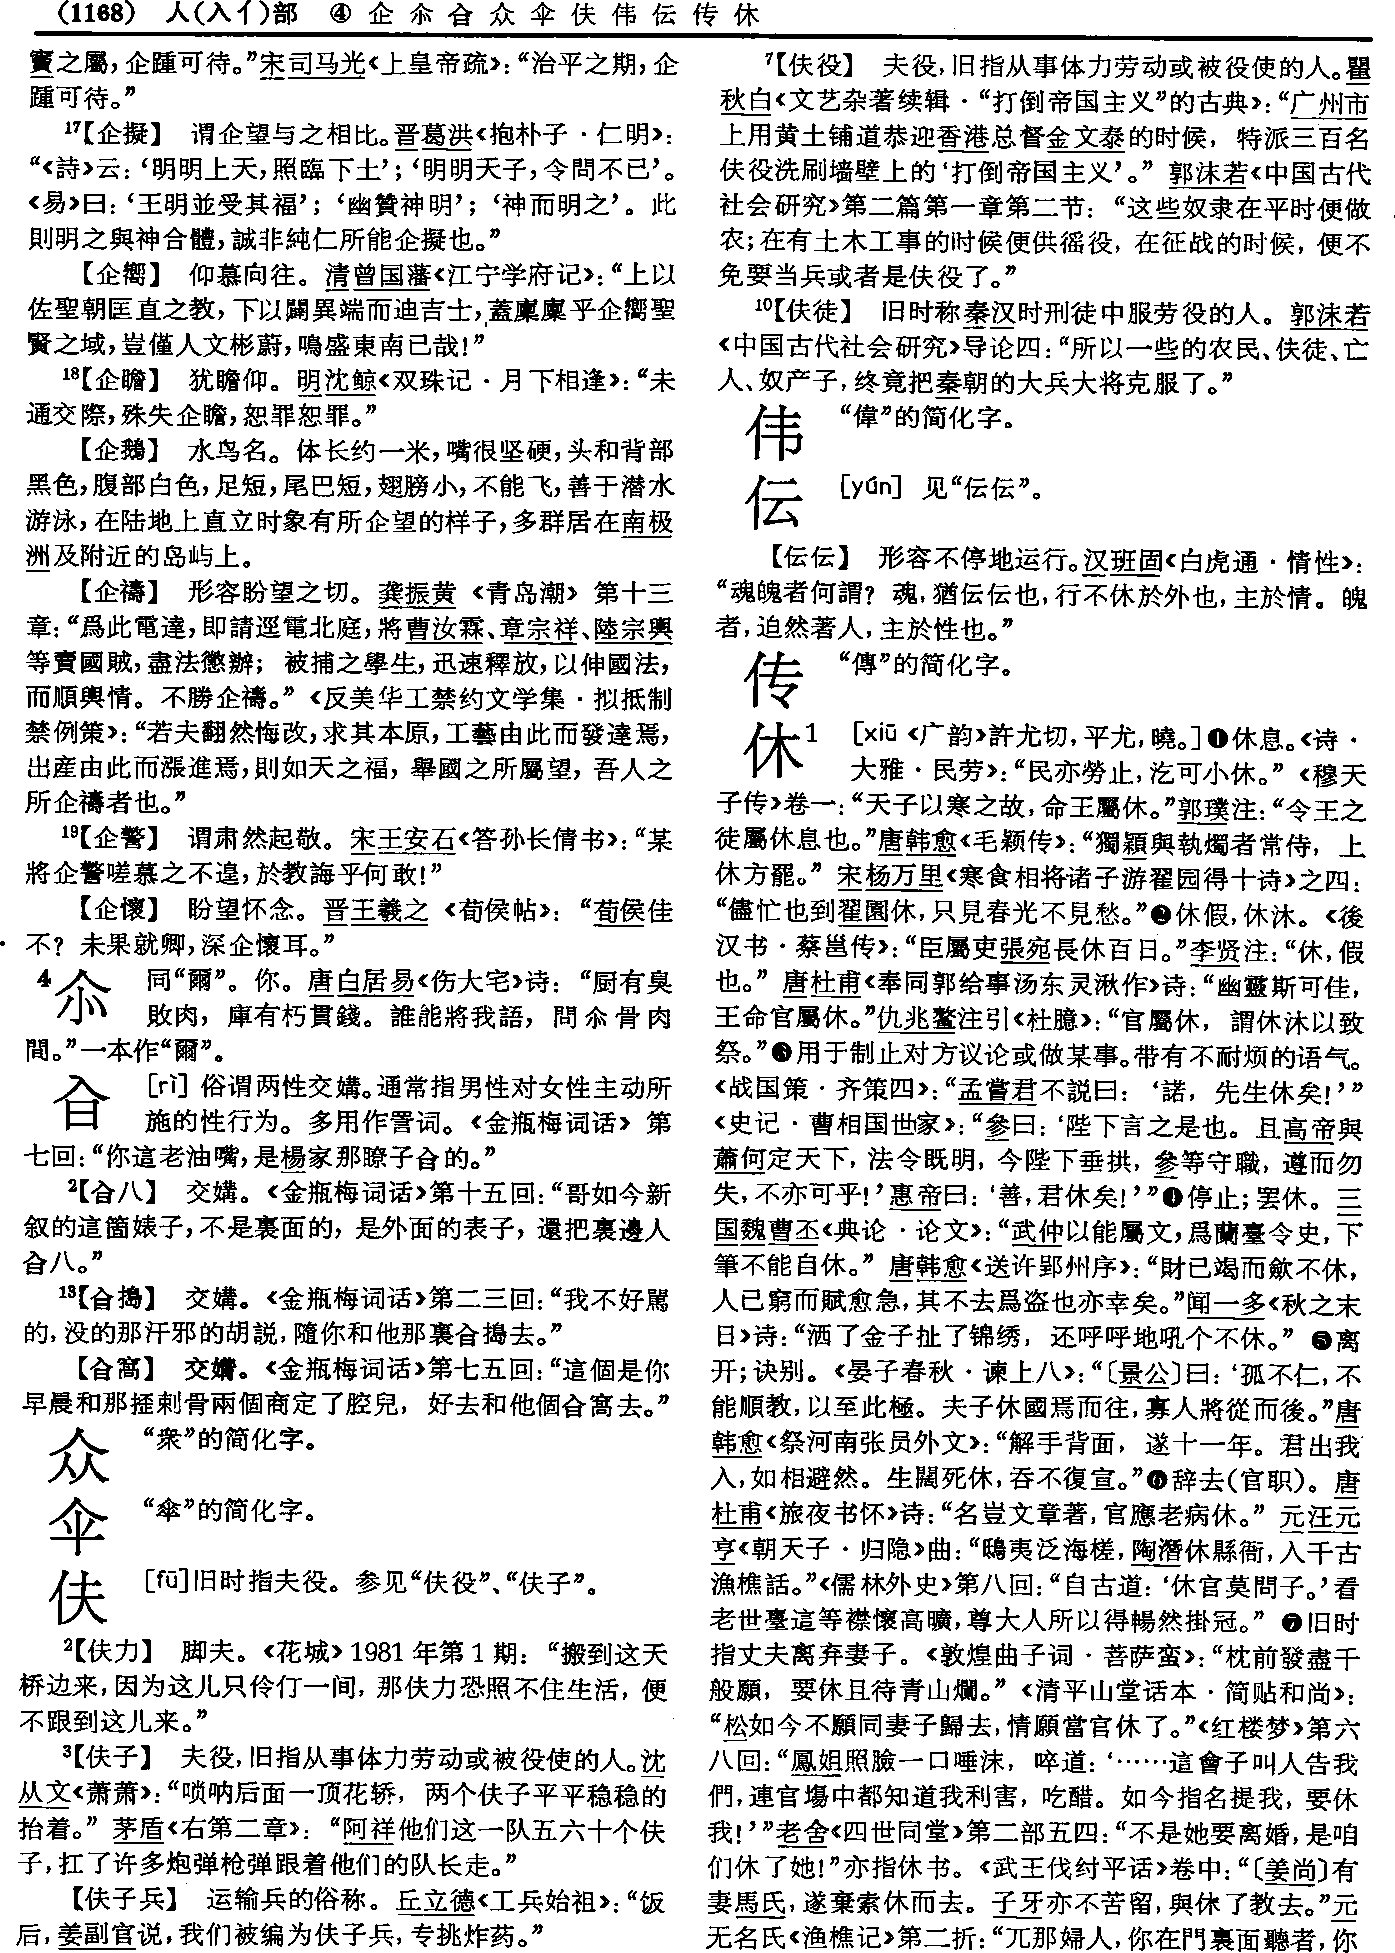 （1168） 人(入亻)部 ④ 企 尒 㒲 众 伞 伕 伟 伝 传 休
竇之屬，企踵可待。”宋司马光《上皇帝疏》：“治平之期，企
踵可待。”
17【企擬】 谓企望与之相比。晋葛洪《抱朴子·仁明》：
“《詩》云：‘明明上天，照臨下土’；‘明明天子，令問不已’。
《易》曰：‘王明並受其福’；‘幽贊神明’；‘神而明之’。此
則明之與神合體，誠非純仁所能企擬也。”
【企嚮】 仰慕向往。清曾国藩《江宁学府记》：“上以
佐聖朝匡直之教，下以闢異端而迪吉士，蓋廩廩乎企嚮聖
賢之域，豈僅人文彬蔚，鳴盛東南已哉！”
18【企瞻】 犹瞻仰。明沈鲸《双珠记·月下相逢》：“未
通交際，殊失企瞻，恕罪恕罪。”
【企鵝】 水鸟名。体长约一米，嘴很坚硬，头和背部
黑色，腹部白色，足短，尾巴短，翅膀小，不能飞，善于潜水
游泳，在陆地上直立时象有所企望的样子，多群居在南极
洲及附近的岛屿上。
【企禱】 形容盼望之切。龚振黄《青岛潮》第十三
章：“爲此電達，即請逕電北庭，將曹汝霖、章宗祥、陸宗輿
等賣國賊，盡法懲辦；被捕之學生，迅速釋放，以伸國法，
而順輿情。不勝企禱。”《反美华工禁约文学集·拟抵制
禁例策》：“若夫翻然悔改，求其本原，工藝由此而發達焉，
出産由此而漲進焉，則如天之福，舉國之所屬望，吾人之
所企禱者也。”
19【企警】 谓肃然起敬。宋王安石《答孙长倩书》：“某
將企警嗟慕之不遑，於教誨乎何敢！”
【企懷】 盼望怀念。晋王羲之《荀侯帖》：“荀侯佳
不？未果就卿，深企懷耳。”
4尒 同“爾”。你。唐白居易《伤大宅》诗：“厨有臭
敗肉，庫有朽貫錢。誰能將我語，問尒骨肉
間。”一本作“爾”。
㒲 [rì] 俗谓两性交媾。通常指男性对女性主动所
施的性行为。多用作詈词。《金瓶梅词话》第
七回：“你這老油嘴，是楊家那瞭子㒲的。”
2【㒲八】 交媾。《金瓶梅词话》第十五回：“哥如今新
叙的這箇婊子，不是裏面的，是外面的表子，還把裏邊人
㒲八。”
13【㒲搗】 交媾。《金瓶梅词话》第二三回：“我不好罵
的，没的那汗邪的胡説，隨你和他那裏㒲搗去。”
【㒲窩】 交媾。《金瓶梅词话》第七五回：“這個是你
早晨和那捱剌骨兩個商定了腔兒，好去和他個㒲窩去。”
众 “衆”的简化字。
伞 “傘”的简化字。
伕 [fū]旧时指夫役。参见“伕役”、“伕子”。
2【伕力】 脚夫。《花城》1981年第1期：“搬到这天
桥边来，因为这儿只伶仃一间，那伕力恐照不住生活，便
不跟到这儿来。”
3【伕子】 夫役，旧指从事体力劳动或被役使的人。沈
从文《萧萧》：“唢呐后面一顶花轿，两个伕子平平稳稳的
抬着。”茅盾《右第二章》：“阿祥他们这一队五六十个伕
子，扛了许多炮弹枪弹跟着他们的队长走。”
【伕子兵】 运输兵的俗称。丘立德《工兵始祖》：“饭
后，姜副官说，我们被编为伕子兵，专挑炸药。”
7【伕役】 夫役，旧指从事体力劳动或被役使的人。瞿
秋白《文艺杂著续辑·“打倒帝国主义”的古典》：“广州市
上用黄土铺道恭迎香港总督金文泰的时候，特派三百名
伕役洗刷墙壁上的‘打倒帝国主义’。”郭沫若《中国古代
社会研究》第二篇第一章第二节：“这些奴隶在平时便做
农；在有土木工事的时候便供徭役，在征战的时候，便不
免要当兵或者是伕役了。”
10【伕徒】 旧时称秦汉时刑徒中服劳役的人。郭沫若
《中国古代社会研究》导论四：“所以一些的农民、伕徒、亡
人、奴产子，终竟把秦朝的大兵大将克服了。”
伟 “偉”的简化字。
伝 [yún] 见“伝伝”。
【伝伝】 形容不停地运行。汉班固《白虎通·情性》：
“魂魄者何謂？魂，猶伝伝也，行不休於外也，主於情。魄
者，迫然著人，主於性也。”
传 “傳”的简化字。
休1 [xiū《广韵》許尤切，平尤，曉。]❶休息。《诗·
大雅·民劳》：“民亦勞止，汔可小休。”《穆天
子传》卷一：“天子以寒之故，命王屬休。”郭璞注：“令王之
徒屬休息也。”唐韩愈《毛颖传》：“獨穎與執燭者常侍，上
休方罷。”宋杨万里《寒食相将诸子游翟园得十诗》之四：
“儘忙也到翟園休，只見春光不見愁。”❷休假，休沐。《後
汉书·蔡邕传》：“臣屬吏張宛長休百日。”李贤注：“休，假
也。”唐杜甫《奉同郭给事汤东灵湫作》诗：“幽靈斯可佳，
王命官屬休。”仇兆鳌注引《杜臆》：“官屬休，謂休沐以致
祭。”❸用于制止对方议论或做某事。带有不耐烦的语气。
《战国策·齐策四》：“孟嘗君不説曰：‘諾，先生休矣！’”
《史记·曹相国世家》：“參曰：‘陛下言之是也。且高帝與
蕭何定天下，法令既明，今陛下垂拱，參等守職，遵而勿
失，不亦可乎！’惠帝曰：‘善，君休矣！’”❹停止；罢休。三
国魏曹丕《典论·论文》：“武仲以能屬文，爲蘭臺令史，下
筆不能自休。”唐韩愈《送许郢州序》：“財已竭而歛不休，
人已窮而賦愈急，其不去爲盗也亦幸矣。”闻一多《秋之末
日》诗：“洒了金子扯了锦绣，还呼呼地吼个不休。”❺离
开；诀别。《晏子春秋·谏上八》：“〔景公〕曰：‘孤不仁，不
能順教，以至此極。夫子休國焉而往，寡人將從而後。”唐
韩愈《祭河南张员外文》：“解手背面，遂十一年。君出我
入，如相避然。生闊死休，吞不復宣。”❻辞去（官职）。唐
杜甫《旅夜书怀》诗：“名豈文章著，官應老病休。”元汪元
亨《朝天子·归隐》曲：“鴟夷泛海槎，陶潛休縣衙，入千古
漁樵話。”《儒林外史》第八回：“自古道：‘休官莫問子。’看
老世臺這等襟懷高曠，尊大人所以得暢然掛冠。”❼旧时
指丈夫离弃妻子。《敦煌曲子词·菩萨蛮》：“枕前發盡千
般願，要休且待青山爛。”《清平山堂话本·简贴和尚》：
“松如今不願同妻子歸去，情願當官休了。”《红楼梦》第六
八回：“鳳姐照臉一口唾沫，啐道：‘……這會子叫人告我
們，連官場中都知道我利害，吃醋。如今指名提我，要休
我！’”老舍《四世同堂》第二部五四：“不是她要离婚，是咱
们休了她！”亦指休书。《武王伐纣平话》卷中：“〔姜尚〕有
妻馬氏，遂棄索休而去。子牙亦不苦留，與休了教去。”元
无名氏《渔樵记》第二折：“兀那婦人，你在門裏面聽者，你